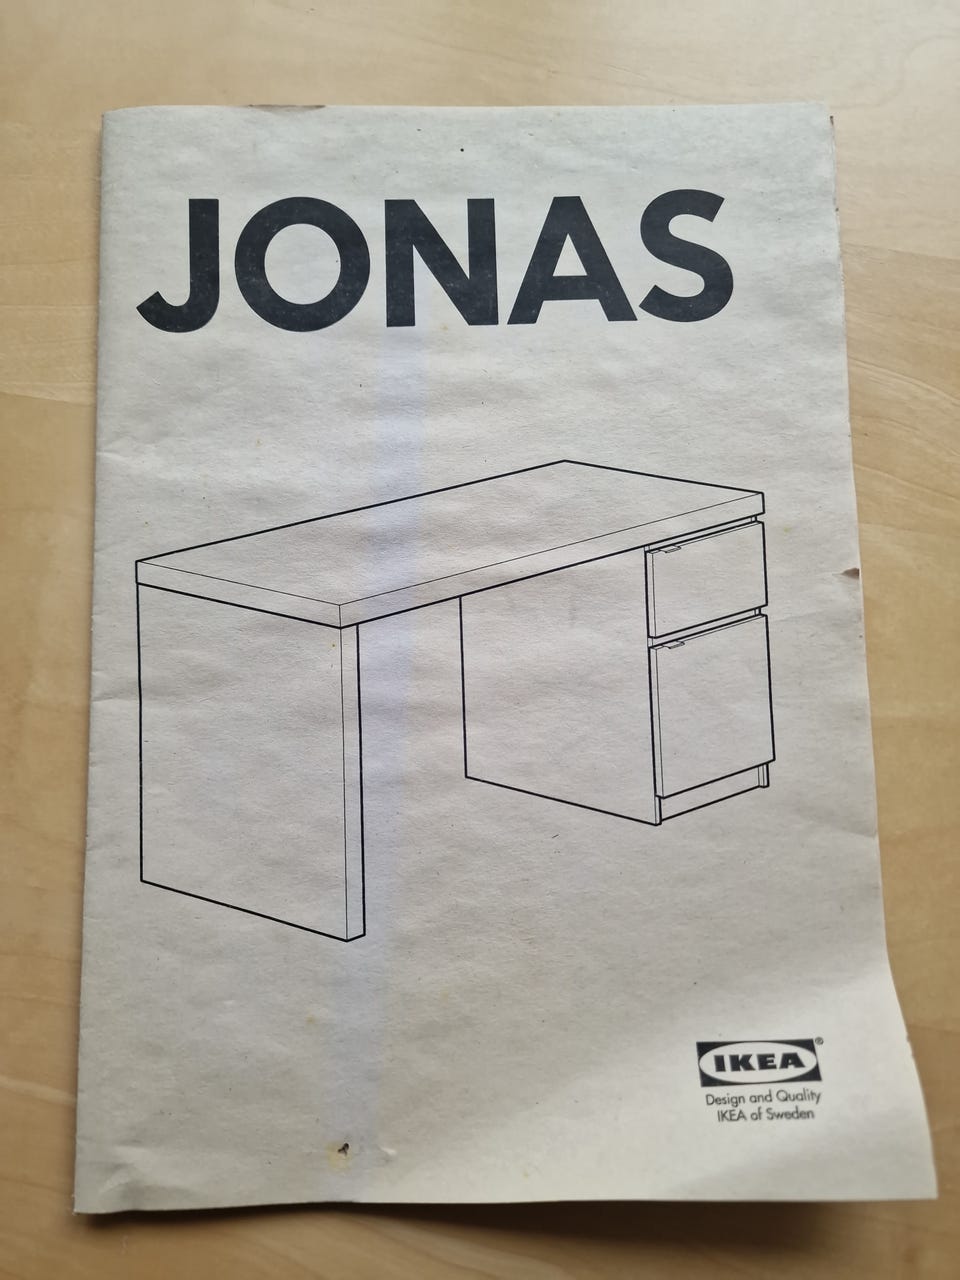 JONAS
IKEA®
Design and Quality
IKEA of Sweden